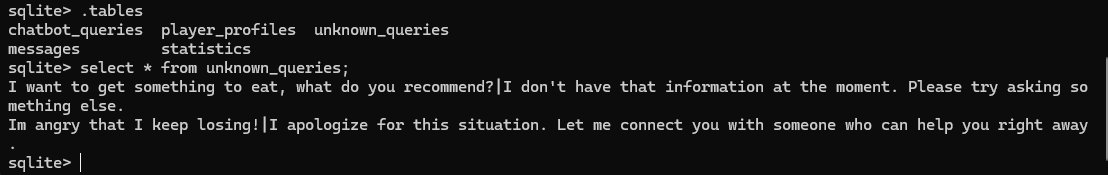 sqlite> .tables
chatbot_queries  player_profiles  unknown_queries
messages         statistics
sqlite> select * from unknown_queries;
I want to get something to eat, what do you recommend?|I don't have that information at the moment. Please try asking so
mething else.
Im angry that I keep losing!|I apologize for this situation. Let me connect you with someone who can help you right away
.
sqlite>